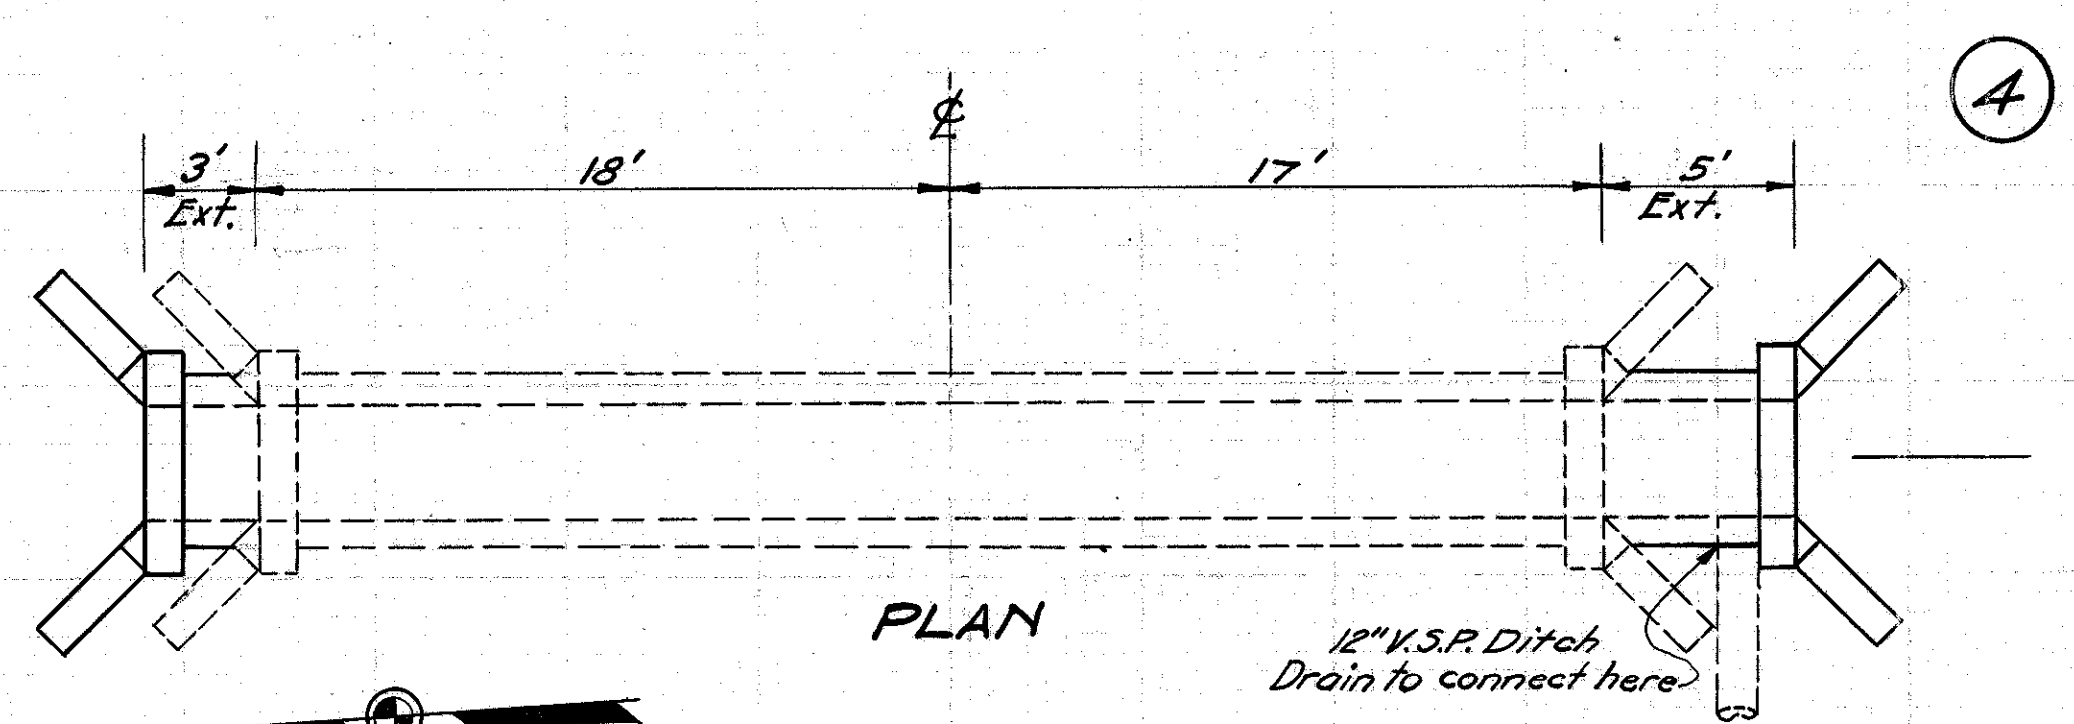 4
℄
3'
Ext.
18'
17'
5'
Ext.
PLAN
12" V.S.P. Ditch
Drain to connect here